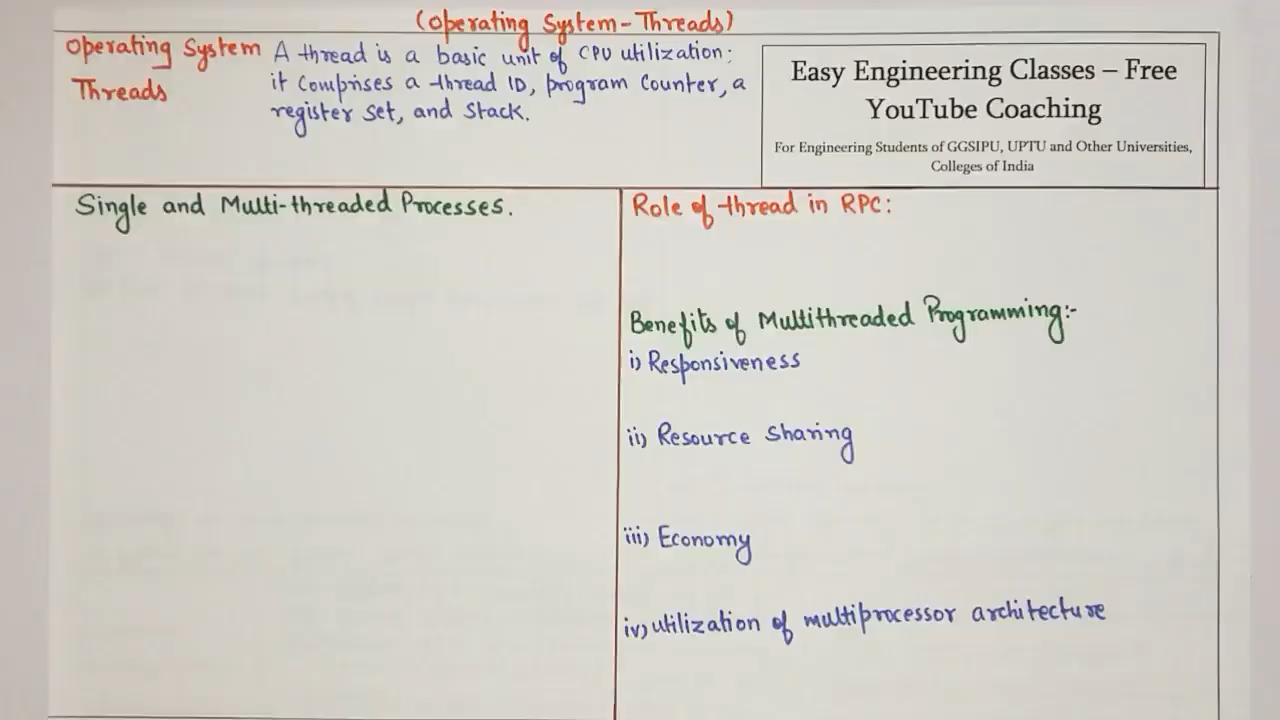 (Operating System-Threads)
Operating System
Threads
A thread is a basic unit of CPU utilization;
it comprises a thread ID, program counter, a
register set, and stack.
Easy Engineering Classes – Free
YouTube Coaching
For Engineering Students of GGSIPU, UPTU and Other Universities,
Colleges of India
Single and Multi-threaded Processes.
Role of thread in RPC:
Benefits of Multithreaded Programming:-
i) Responsiveness
ii) Resource Sharing
iii) Economy
iv) Utilization of multiprocessor architecture